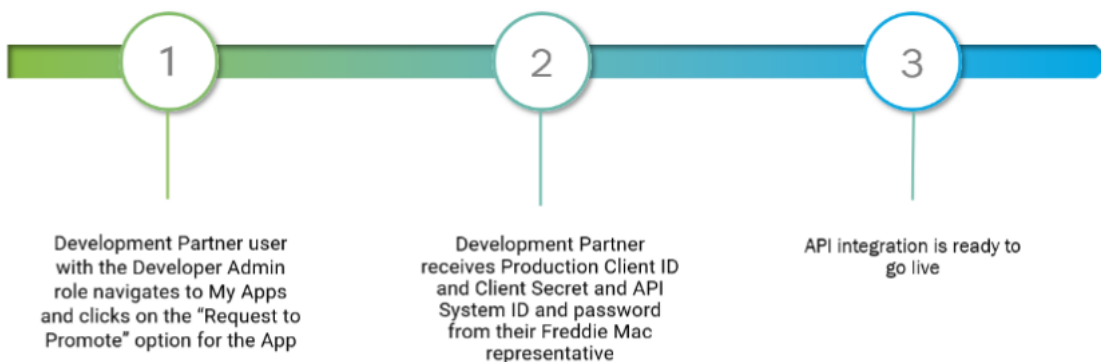 1
2
3
Development Partner user
with the Developer Admin
role navigates to My Apps
and clicks on the “Request to
Promote” option for the App
Development Partner
receives Production Client ID
and Client Secret and API
System ID and password
from their Freddie Mac
representative
API integration is ready to
go live